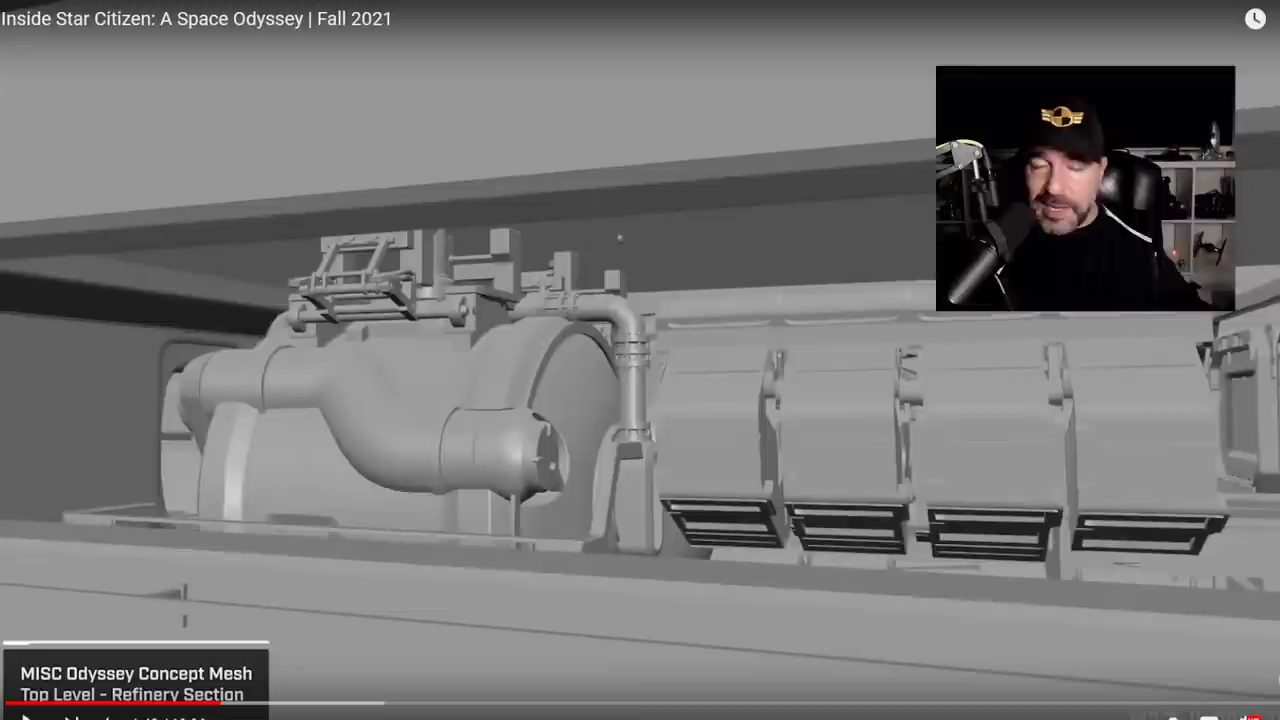 Inside Star Citizen: A Space Odyssey | Fall 2021
MISC Odyssey Concept Mesh
Top Level - Refinery Section